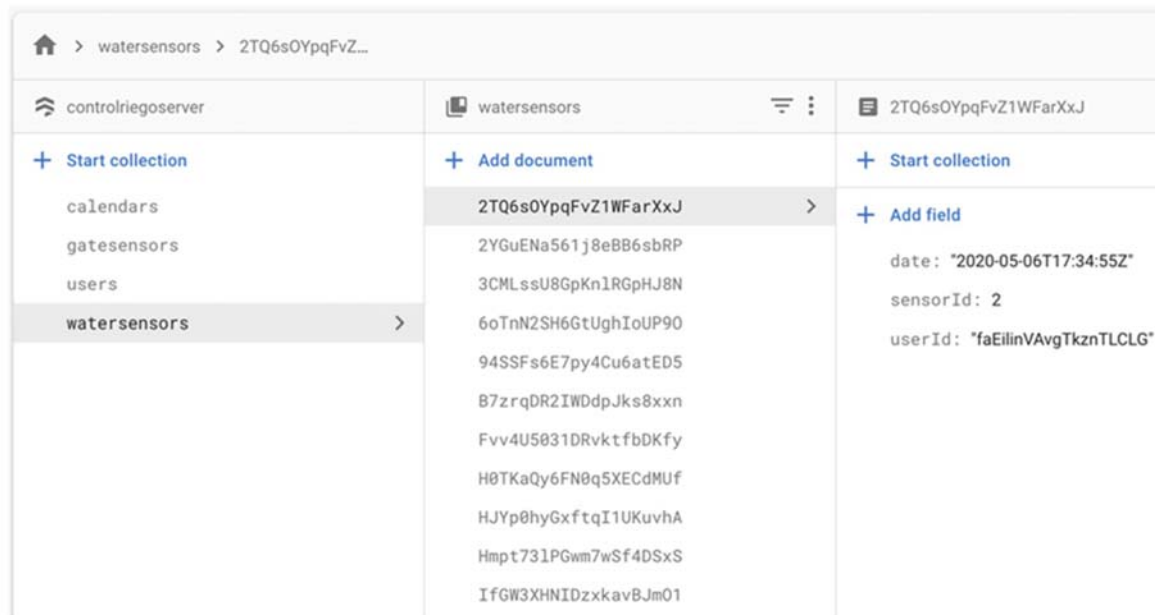 watersensors > 2TQ6sOYpqFvZ...
controlriegoserver
+ Start collection
calendars
gatesensors
users
watersensors
watersensors
+ Add document
2TQ6sOYpqFvZ1WFarXxJ
2YGuENa561j8eBB6sbRP
3CMLssU8GpKnlRGpHJ8N
6oTnN2SH6GtUghIoUP9O
94SSFs6E7py4Cu6atED5
B7zrqDR2IWDdpJks8xxn
Fvv4U5031DRvktfbDKfy
H0TKaQy6FN0q5XECdMUf
HJYp0hyGxftqI1UKuvhA
Hmpt73lPGwm7wSf4DSxS
IfGW3XHNIDzxkavBJmO1
2TQ6sOYpqFvZ1WFarXxJ
+ Start collection
+ Add field
date: "2020-05-06T17:34:55Z"
sensorId: 2
userId: "faEilinVAvgTkznTLCLG"